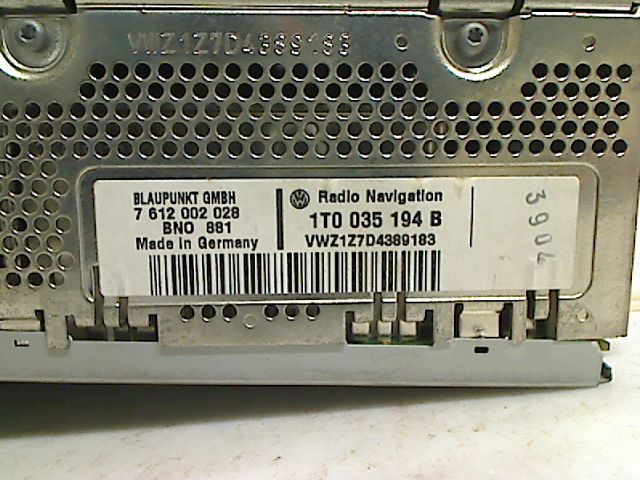 VWZ1Z7D4389183
BLAUPUNKT GMBH
7 612 002 028
BNO 881
Made in Germany
Radio Navigation
1T0 035 194 B
VWZ1Z7D4389183
3904